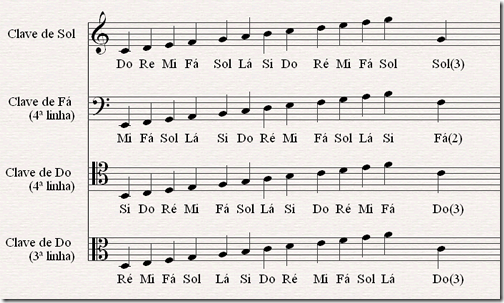 Clave de Sol
Do Re Mi Fá Sol Lá Si Do Ré Mi Fá Sol Sol(3)
Clave de Fá
(4ª linha)
Mi Fá Sol Lá Si Do Ré Mi Fá Sol Lá Si Fá(2)
Clave de Do
(4ª linha)
Si Do Ré Mi Fá Sol Lá Si Do Ré Mi Fá Do(3)
Clave de Do
(3ª linha)
Ré Mi Fá Sol Lá Si Do Ré Mi Fá Sol Lá Do(3)